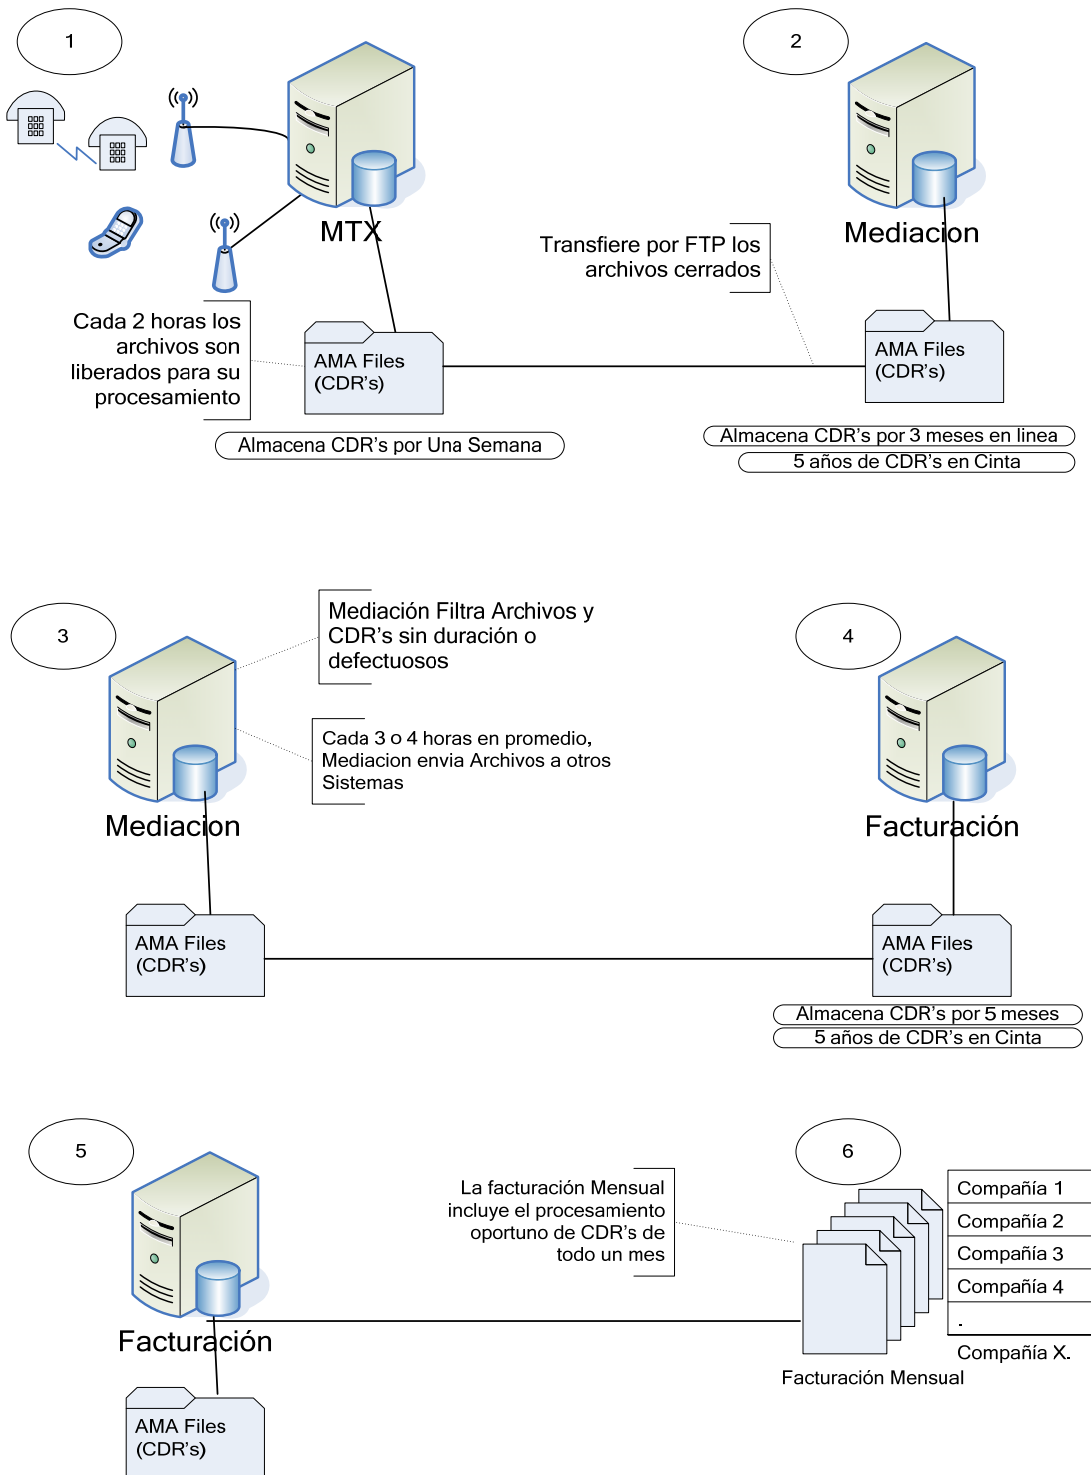 1
2
MTX
Mediacion
Transfiere por FTP los
archivos cerrados
Cada 2 horas los
archivos son
liberados para su
procesamiento
AMA Files
(CDR's)
AMA Files
(CDR's)
Almacena CDR's por Una Semana
Almacena CDR's por 3 meses en linea
5 años de CDR's en Cinta
3
Mediación Filtra Archivos y
CDR's sin duración o
defectuosos
4
Cada 3 o 4 horas en promedio,
Mediacion envia Archivos a otros
Sistemas
Mediacion
Facturación
AMA Files
(CDR's)
AMA Files
(CDR's)
Almacena CDR's por 5 meses
5 años de CDR's en Cinta
5
6
La facturación Mensual
incluye el procesamiento
oportuno de CDR's de
todo un mes
Compañía 1
Compañía 2
Compañía 3
Compañía 4
.
Compañía X.
Facturación
Facturación Mensual
AMA Files
(CDR's)